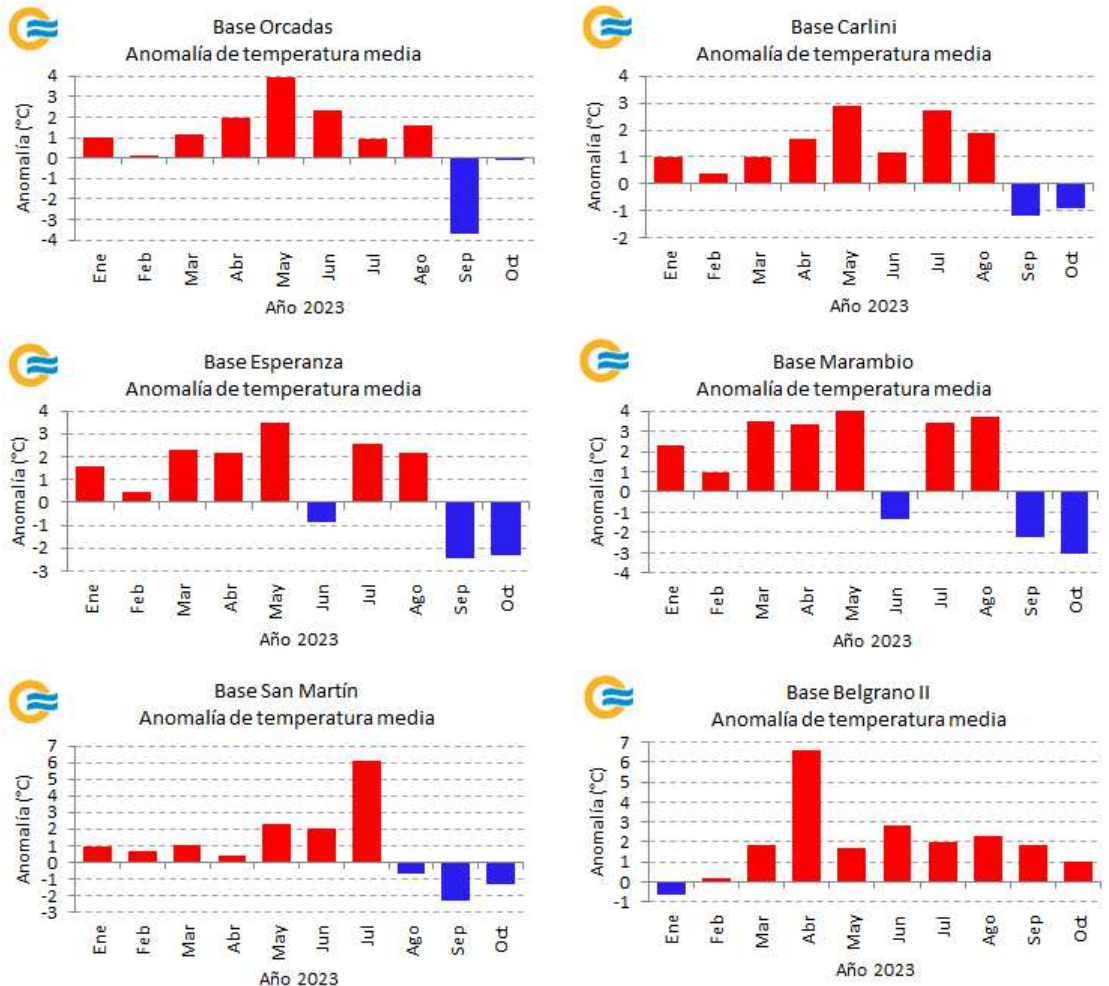 Base Orcadas
Anomalía de temperatura media
Anomalía (°C)
4
3
2
1
0
-1
-2
-3
-4
Ene Feb Mar Abr May Jun Jul Ago Sep Oct
Año 2023
Base Carlini
Anomalía de temperatura media
Anomalía (°C)
4
3
2
1
0
-1
-2
Ene Feb Mar Abr May Jun Jul Ago Sep Oct
Año 2023
Base Esperanza
Anomalía de temperatura media
Anomalía (°C)
4
3
2
1
0
-1
-2
-3
Ene Feb Mar Abr May Jun Jul Ago Sep Oct
Año 2023
Base Marambio
Anomalía de temperatura media
Anomalía (°C)
4
3
2
1
0
-1
-2
-3
-4
Ene Feb Mar Abr May Jun Jul Ago Sep Oct
Año 2023
Base San Martín
Anomalía de temperatura media
Anomalía (°C)
7
6
5
4
3
2
1
0
-1
-2
-3
Ene Feb Mar Abr May Jun Jul Ago Sep Oct
Año 2023
Base Belgrano II
Anomalía de temperatura media
Anomalía (°C)
7
6
5
4
3
2
1
0
-1
Ene Feb Mar Abr May Jun Jul Ago Sep Oct
Año 2023